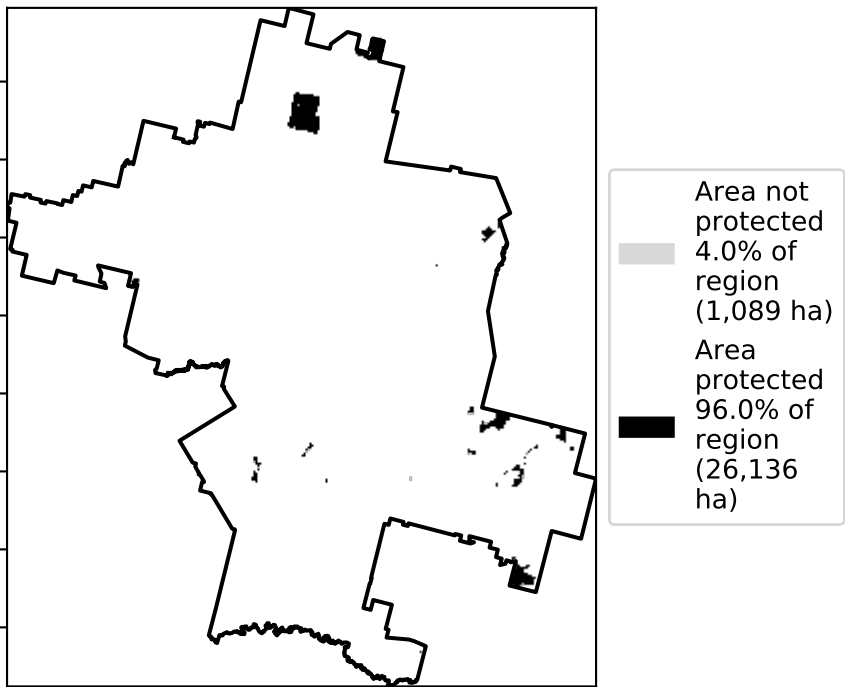 Area not
protected
4.0% of
region
(1,089 ha)
Area
protected
96.0% of
region
(26,136
ha)